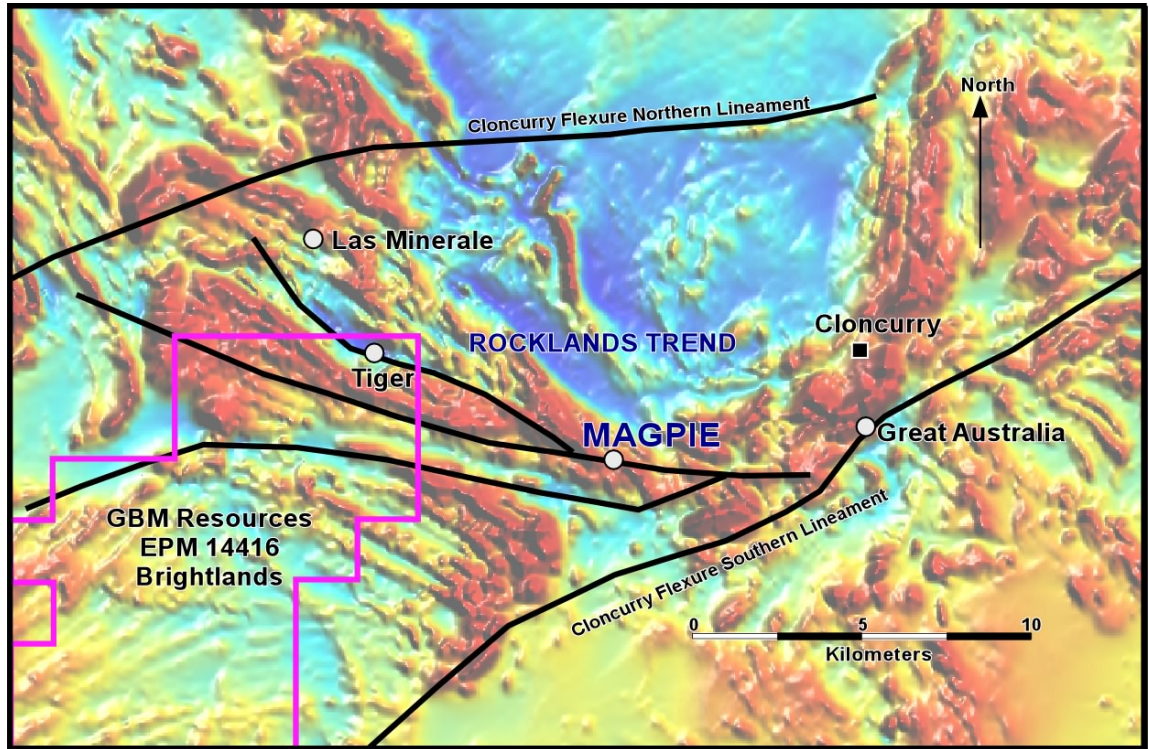 North
Cloncurry Flexure Northern Lineament
Las Minerale
Cloncurry
ROCKLANDS TREND
Tiger
MAGPIE
Great Australia
GBM Resources
EPM 14416
Brightlands
Cloncurry Flexure Southern Lineament
0 5 10
Kilometers